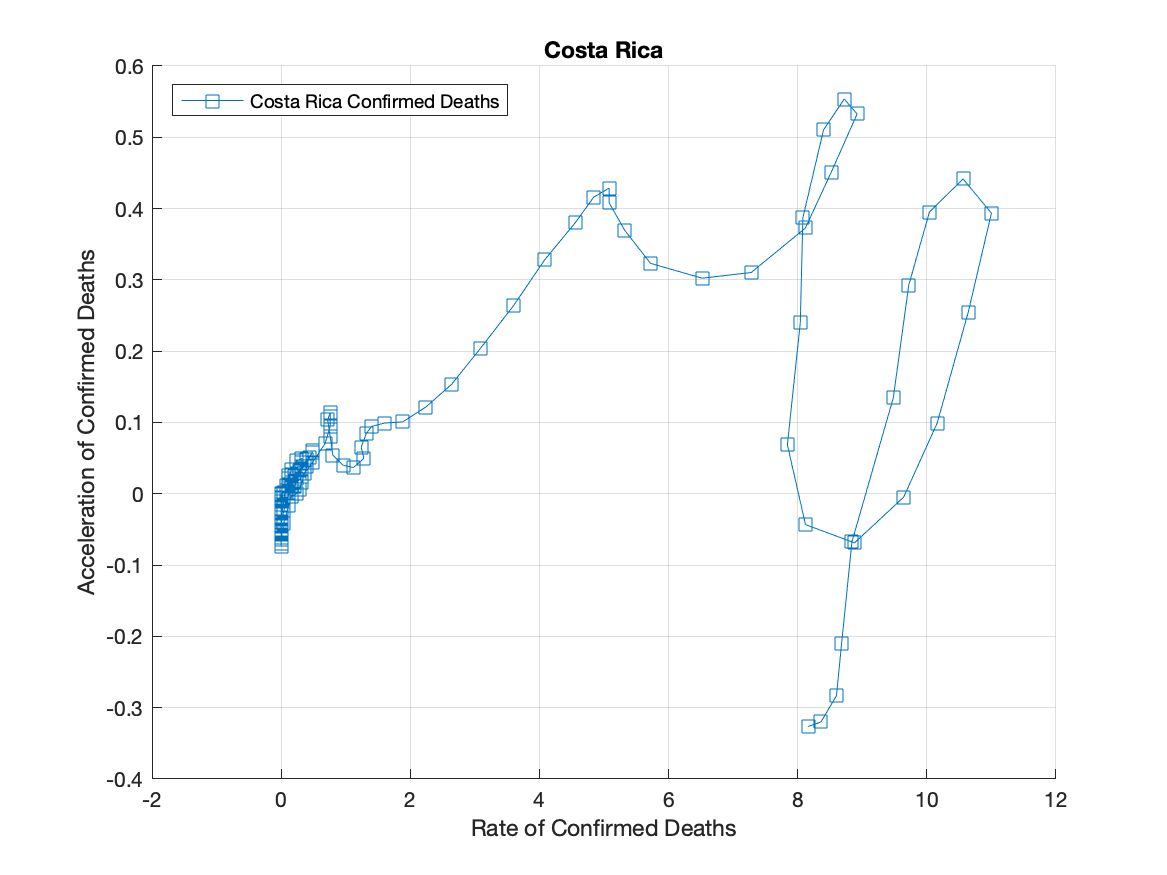 Costa Rica
0.6
Costa Rica Confirmed Deaths
0.5
0.4
0.3
0.2
0.1
0
-0.1
-0.2
-0.3
-0.4
Acceleration of Confirmed Deaths
-2 0 2 4 6 8 10 12
Rate of Confirmed Deaths